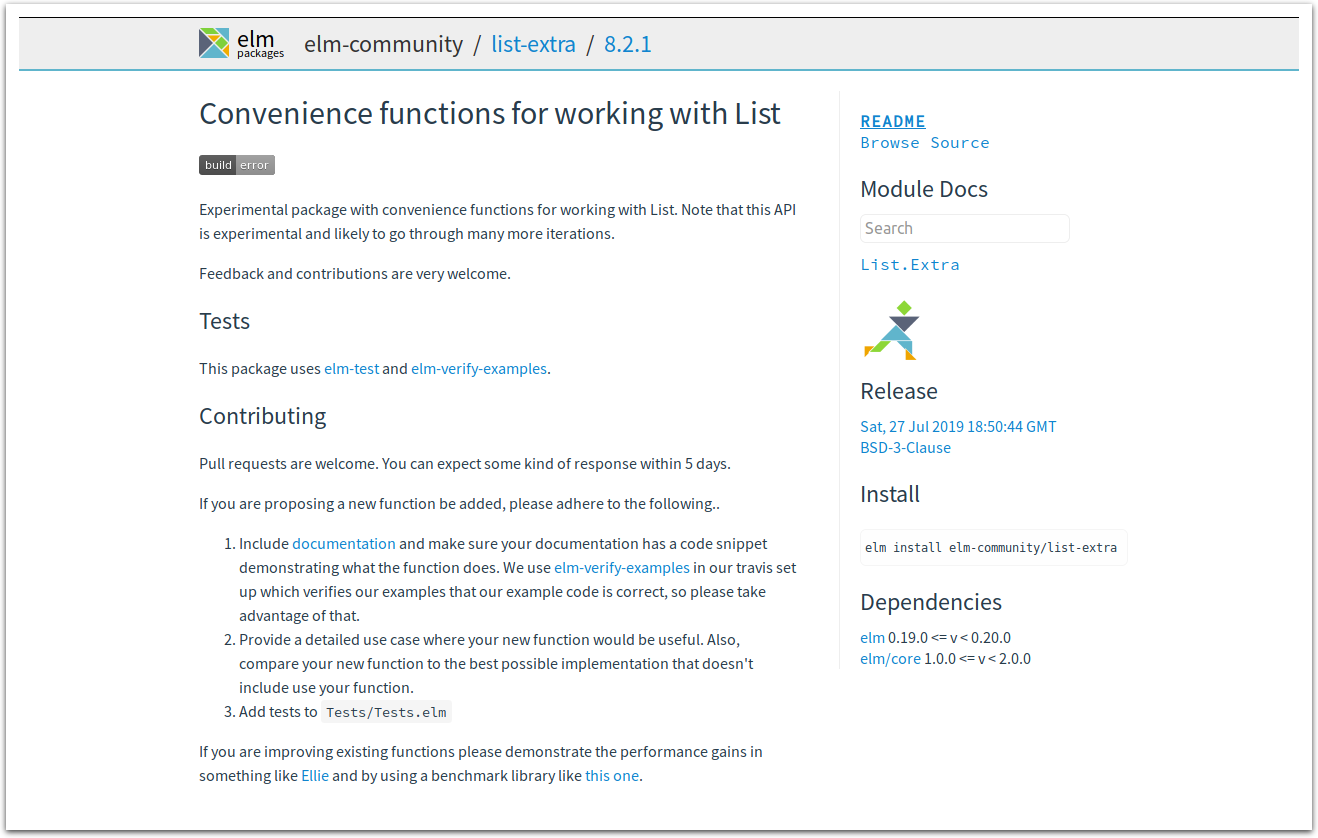 elm
packages
elm-community / list-extra / 8.2.1
Convenience functions for working with List
build error
Experimental package with convenience functions for working with List. Note that this API
is experimental and likely to go through many more iterations.
Feedback and contributions are very welcome.
Tests
This package uses elm-test and elm-verify-examples.
Contributing
Pull requests are welcome. You can expect some kind of response within 5 days.
If you are proposing a new function be added, please adhere to the following..
1. Include documentation and make sure your documentation has a code snippet
demonstrating what the function does. We use elm-verify-examples in our travis set
up which verifies our examples that our example code is correct, so please take
advantage of that.
2. Provide a detailed use case where your new function would be useful. Also,
compare your new function to the best possible implementation that doesn't
include use your function.
3. Add tests to Tests/Tests.elm
If you are improving existing functions please demonstrate the performance gains in
something like Ellie and by using a benchmark library like this one.
README
Browse Source
Module Docs
Search
List.Extra
Release
Sat, 27 Jul 2019 18:50:44 GMT
BSD-3-Clause
Install
elm install elm-community/list-extra
Dependencies
elm 0.19.0 <= v < 0.20.0
elm/core 1.0.0 <= v < 2.0.0